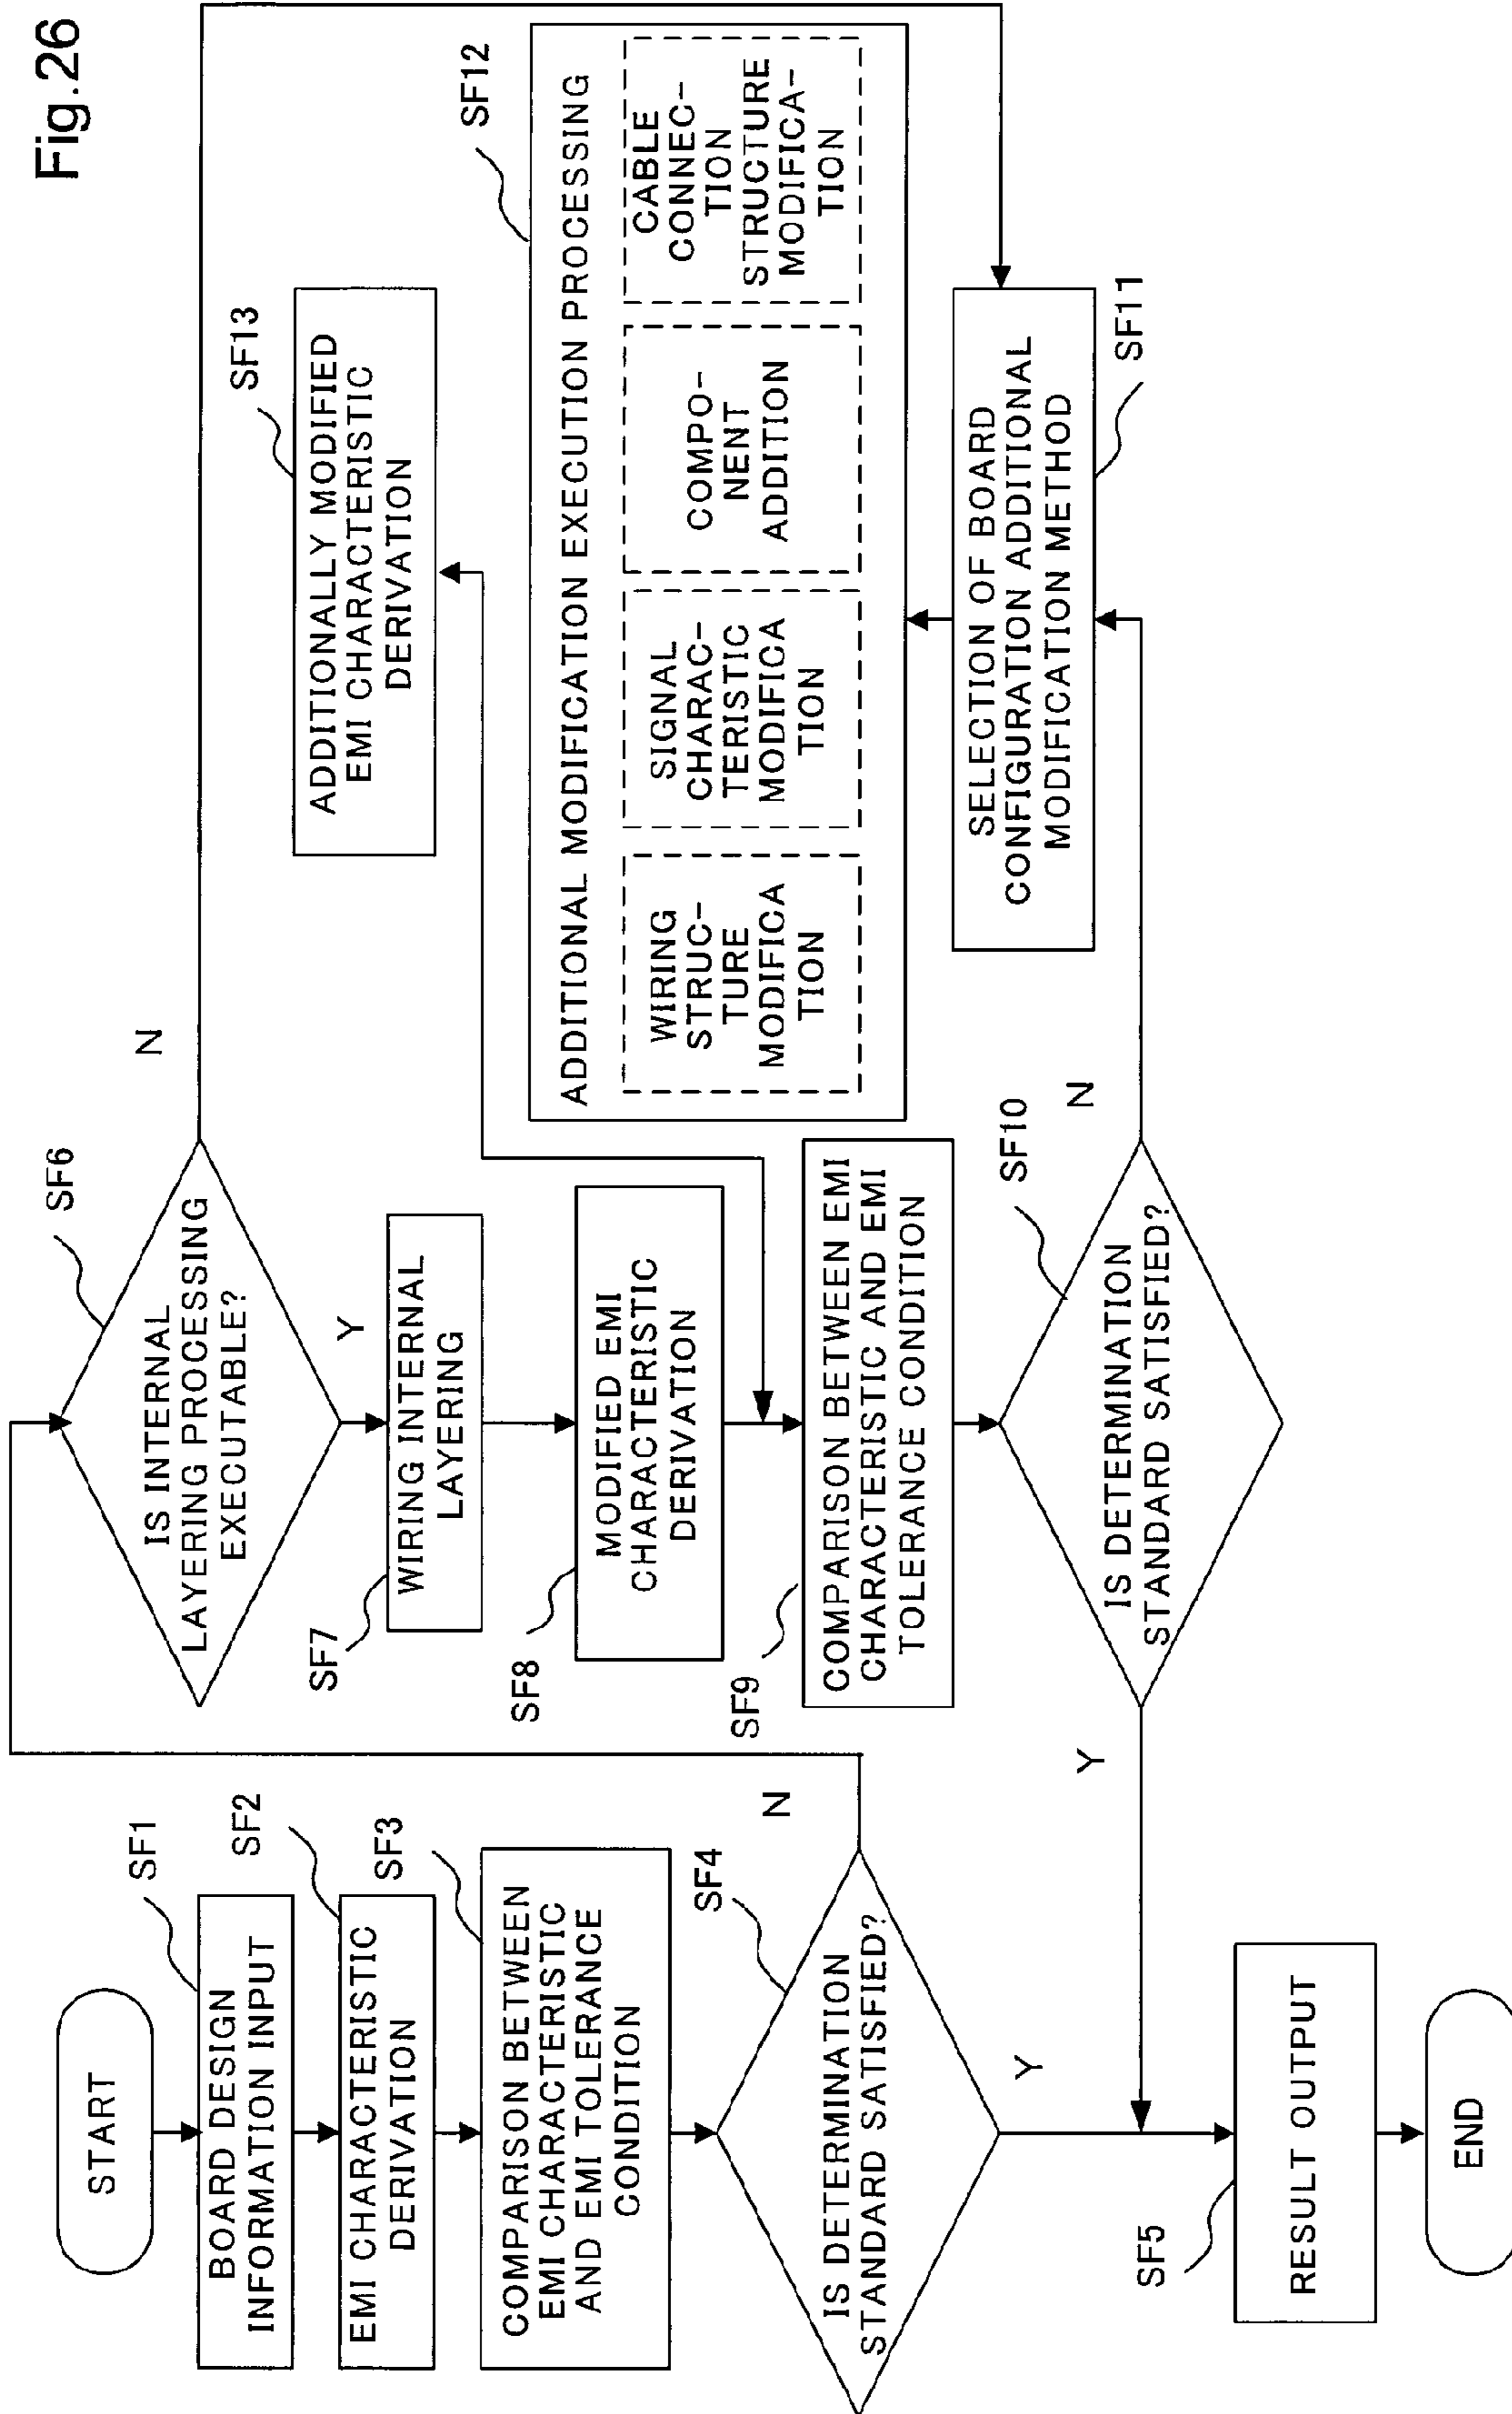 Fig.26
START
SF1
BOARD DESIGN
INFORMATION INPUT
SF2
EMI CHARACTERISTIC
DERIVATION
SF3
COMPARISON BETWEEN
EMI CHARACTERISTIC
AND EMI TOLERANCE
CONDITION
SF4
IS DETERMINATION
STANDARD SATISFIED?
N
Y
SF5
RESULT OUTPUT
END
SF6
IS INTERNAL
LAYERING PROCESSING
EXECUTABLE?
N
Y
SF7
WIRING INTERNAL
LAYERING
SF8
MODIFIED EMI
CHARACTERISTIC
DERIVATION
SF9
COMPARISON BETWEEN EMI
CHARACTERISTIC AND EMI
TOLERANCE CONDITION
SF10
IS DETERMINATION
STANDARD SATISFIED?
Y
N
SF13
ADDITIONALLY MODIFIED
EMI CHARACTERISTIC
DERIVATION
SF12
ADDITIONAL MODIFICATION EXECUTION PROCESSING
WIRING
STRUC-
TURE
MODIFICA
TION
SIGNAL
CHARAC-
TERISTIC
MODIFICA
TION
COMPO-
NENT
ADDITION
CABLE
CONNEC-
TION
STRUCTURE
MODIFICA-
TION
SF11
SELECTION OF BOARD
CONFIGURATION ADDITIONAL
MODIFICATION METHOD